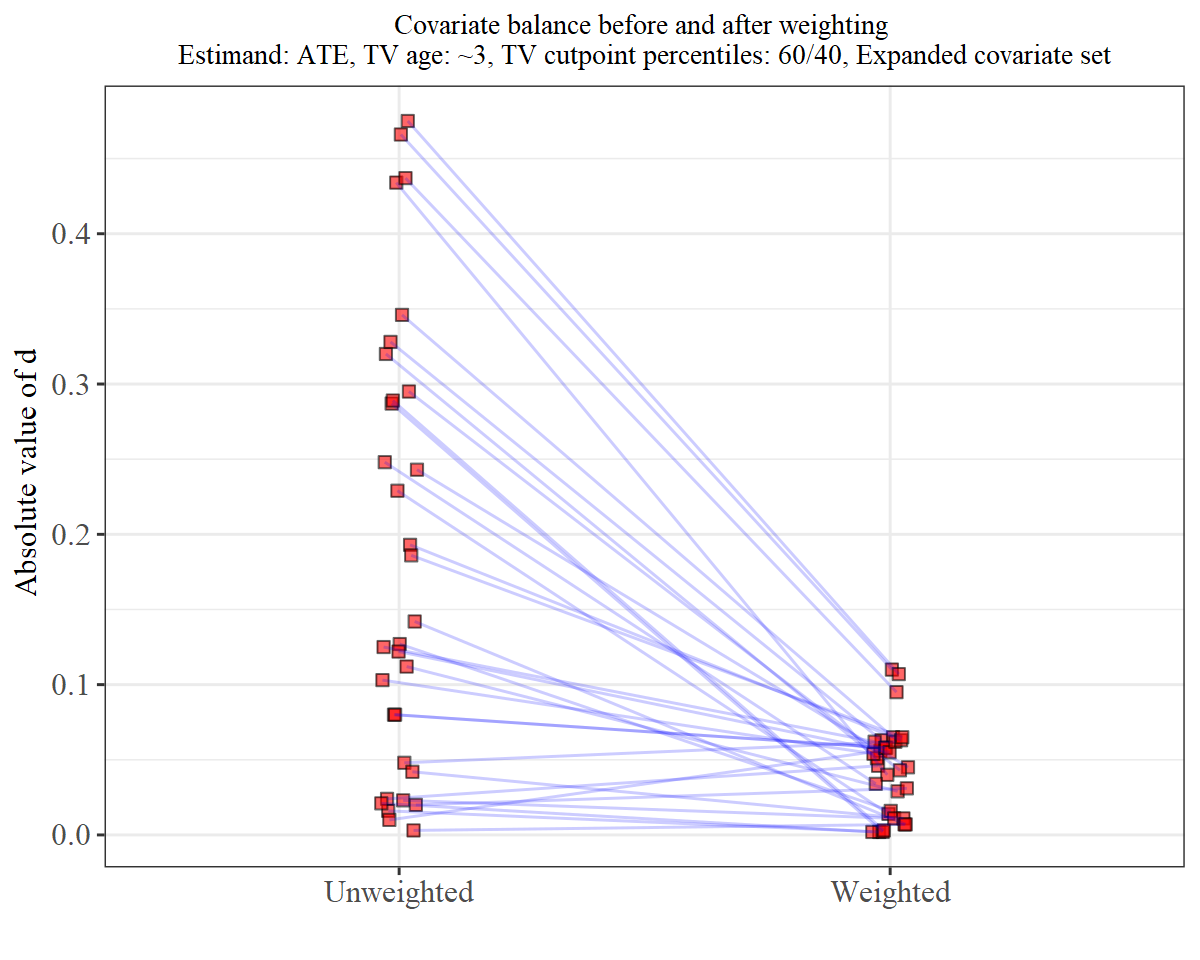 Covariate balance before and after weighting
Estimand: ATE, TV age: ~3, TV cutpoint percentiles: 60/40, Expanded covariate set
Absolute value of d
0.4
0.3
0.2
0.1
0.0
Unweighted
Weighted